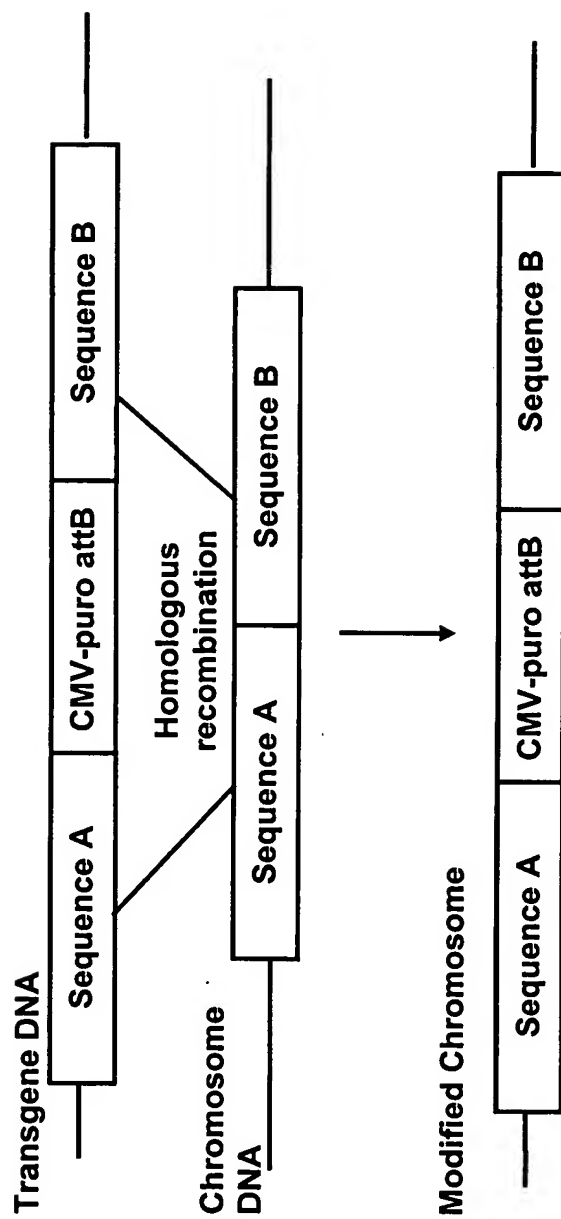 Transgene DNA
Sequence A
CMV-puro attB
Sequence B
Homologous
recombination
Chromosome
DNA
Sequence A
Sequence B
Modified Chromosome
Sequence A
CMV-puro attB
Sequence B